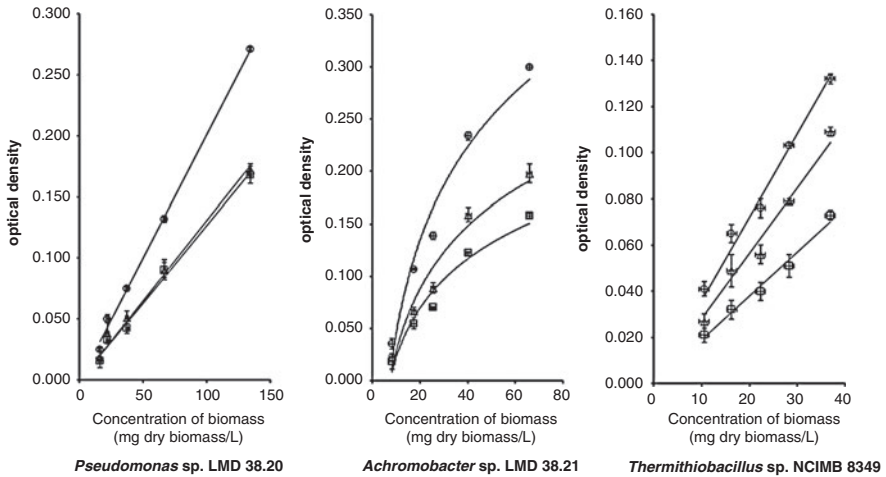 optical density
0.300
0.250
0.200
0.150
0.100
0.050
0.000
0 50 100 150
Concentration of biomass
(mg dry biomass/L)
Pseudomonas sp. LMD 38.20
optical density
0.350
0.300
0.250
0.200
0.150
0.100
0.050
0.000
0 20 40 60 80
Concentration of biomass
(mg dry biomass/L)
Achromobacter sp. LMD 38.21
optical density
0.160
0.140
0.120
0.100
0.080
0.060
0.040
0.020
0.000
0 10 20 30 40
Concentration of biomass
(mg dry biomass/L)
Thermithiobacillus sp. NCIMB 8349